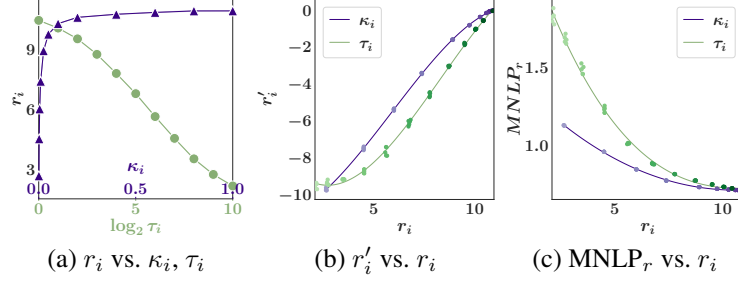 9
6
3
r_i
0.0 0.5 1.0
κ_i
0 5 10
log₂ τ_i
(a) r_i vs. κ_i, τ_i
κ_i
τ_i
0
−2
−4
−6
−8
−10
r′_i
5 10
r_i
(b) r′_i vs. r_i
κ_i
τ_i
1.5
1.0
MNLP_r
5 10
r_i
(c) MNLP_r vs. r_i